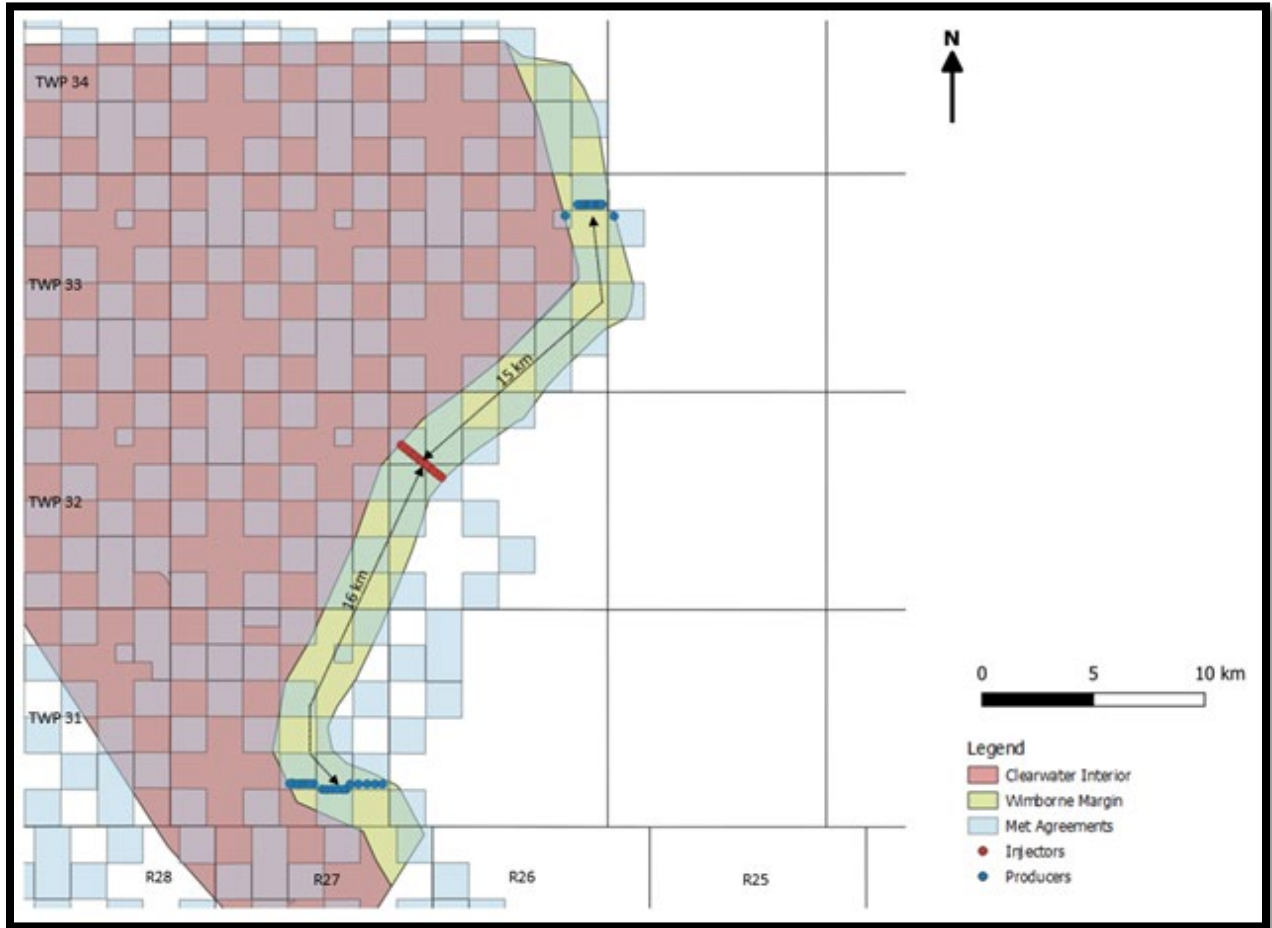 N
TWP 34
TWP 33
15 km
TWP 32
16 km
0 5 10 km
Legend
TWP 31
Clearwater Interior
Wimborne Margin
Met Agreements
Injectors
Producers
R28 R27 R26 R25